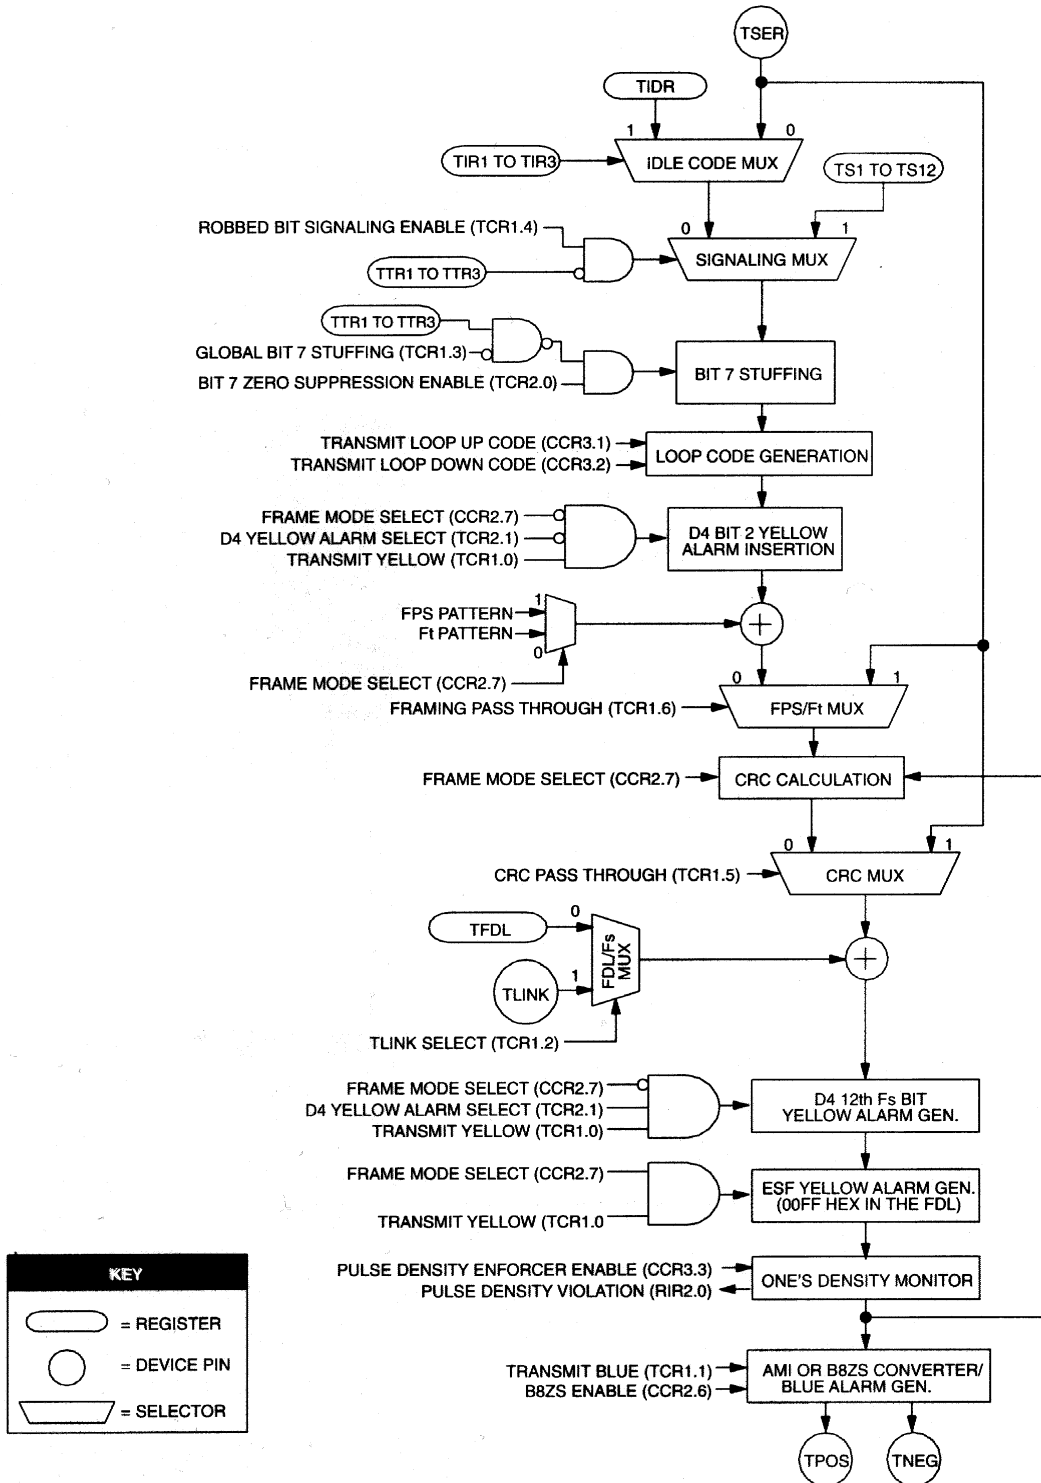 TSER
TIDR
1
0
TIR1 TO TIR3
IDLE CODE MUX
TS1 TO TS12
ROBBED BIT SIGNALING ENABLE (TCR1.4)
0
1
SIGNALING MUX
TTR1 TO TTR3
TTR1 TO TTR3
GLOBAL BIT 7 STUFFING (TCR1.3)
BIT 7 ZERO SUPPRESSION ENABLE (TCR2.0)
BIT 7 STUFFING
TRANSMIT LOOP UP CODE (CCR3.1)
TRANSMIT LOOP DOWN CODE (CCR3.2)
LOOP CODE GENERATION
FRAME MODE SELECT (CCR2.7)
D4 YELLOW ALARM SELECT (TCR2.1)
TRANSMIT YELLOW (TCR1.0)
D4 BIT 2 YELLOW
ALARM INSERTION
1
FPS PATTERN
Ft PATTERN
0
+
FRAME MODE SELECT (CCR2.7)
0
1
FRAMING PASS THROUGH (TCR1.6)
FPS/Ft MUX
FRAME MODE SELECT (CCR2.7)
CRC CALCULATION
0
1
CRC PASS THROUGH (TCR1.5)
CRC MUX
0
TFDL
FDL/Fs
MUX
+
1
TLINK
TLINK SELECT (TCR1.2)
FRAME MODE SELECT (CCR2.7)
D4 YELLOW ALARM SELECT (TCR2.1)
TRANSMIT YELLOW (TCR1.0)
D4 12th Fs BIT
YELLOW ALARM GEN.
FRAME MODE SELECT (CCR2.7)
TRANSMIT YELLOW (TCR1.0
ESF YELLOW ALARM GEN.
(00FF HEX IN THE FDL)
PULSE DENSITY ENFORCER ENABLE (CCR3.3)
PULSE DENSITY VIOLATION (RIR2.0)
ONE'S DENSITY MONITOR
TRANSMIT BLUE (TCR1.1)
B8ZS ENABLE (CCR2.6)
AMI OR B8ZS CONVERTER/
BLUE ALARM GEN.
TPOS
TNEG
KEY
= REGISTER
= DEVICE PIN
= SELECTOR